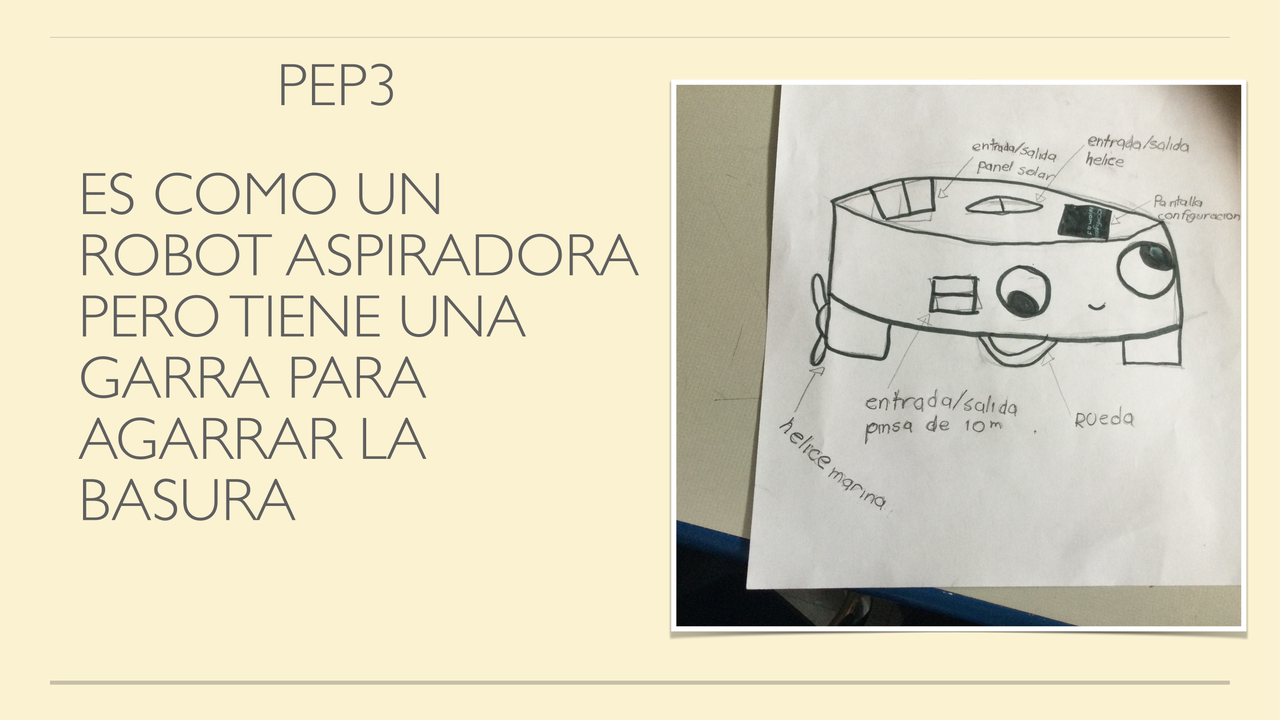 PEP3
ES COMO UN
ROBOT ASPIRADORA
PERO TIENE UNA
GARRA PARA
AGARRAR LA
BASURA
entrada/salida
panel solar
entrada/salida
helice
Pantalla
configuracion
entrada/salida
pinsa de 10m
Rueda
helice marina